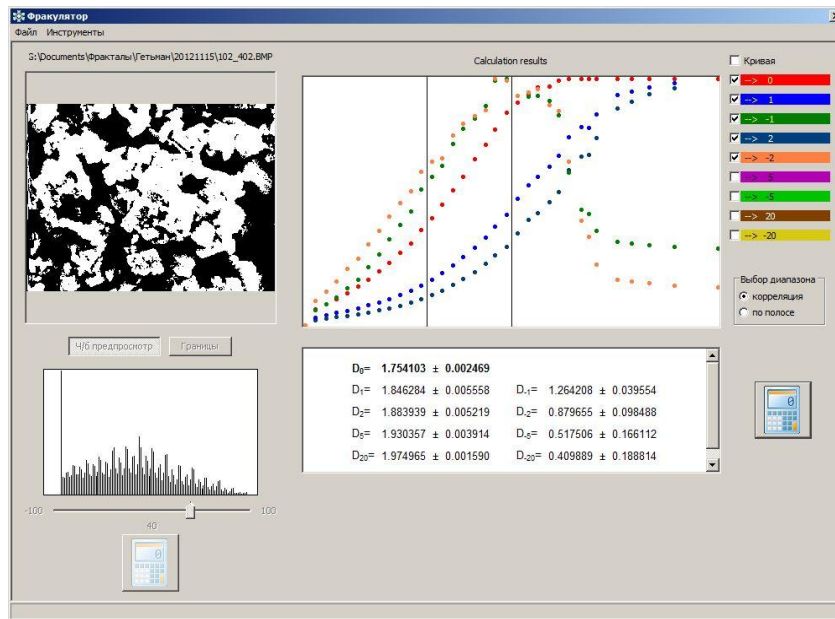 Фракулятор
Файл Инструменты
G:\Documents\Фракталы\Гетьман\20121115\102_402.BMP
Calculation results
Кривая
--> 0
--> 1
--> -1
--> 2
--> -2
--> 5
--> -5
--> 20
--> -20
Выбор диапазона
корреляция
по полосе
Ч/б предпросмотр Границы
D0= 1.754103 ± 0.002469
D1= 1.846284 ± 0.005558 D-1= 1.264208 ± 0.039554
D2= 1.883939 ± 0.005219 D-2= 0.879655 ± 0.098488
D5= 1.930357 ± 0.003914 D-5= 0.517506 ± 0.166112
D20= 1.974965 ± 0.001590 D-20= 0.409889 ± 0.188814
0
-100 100
40
0